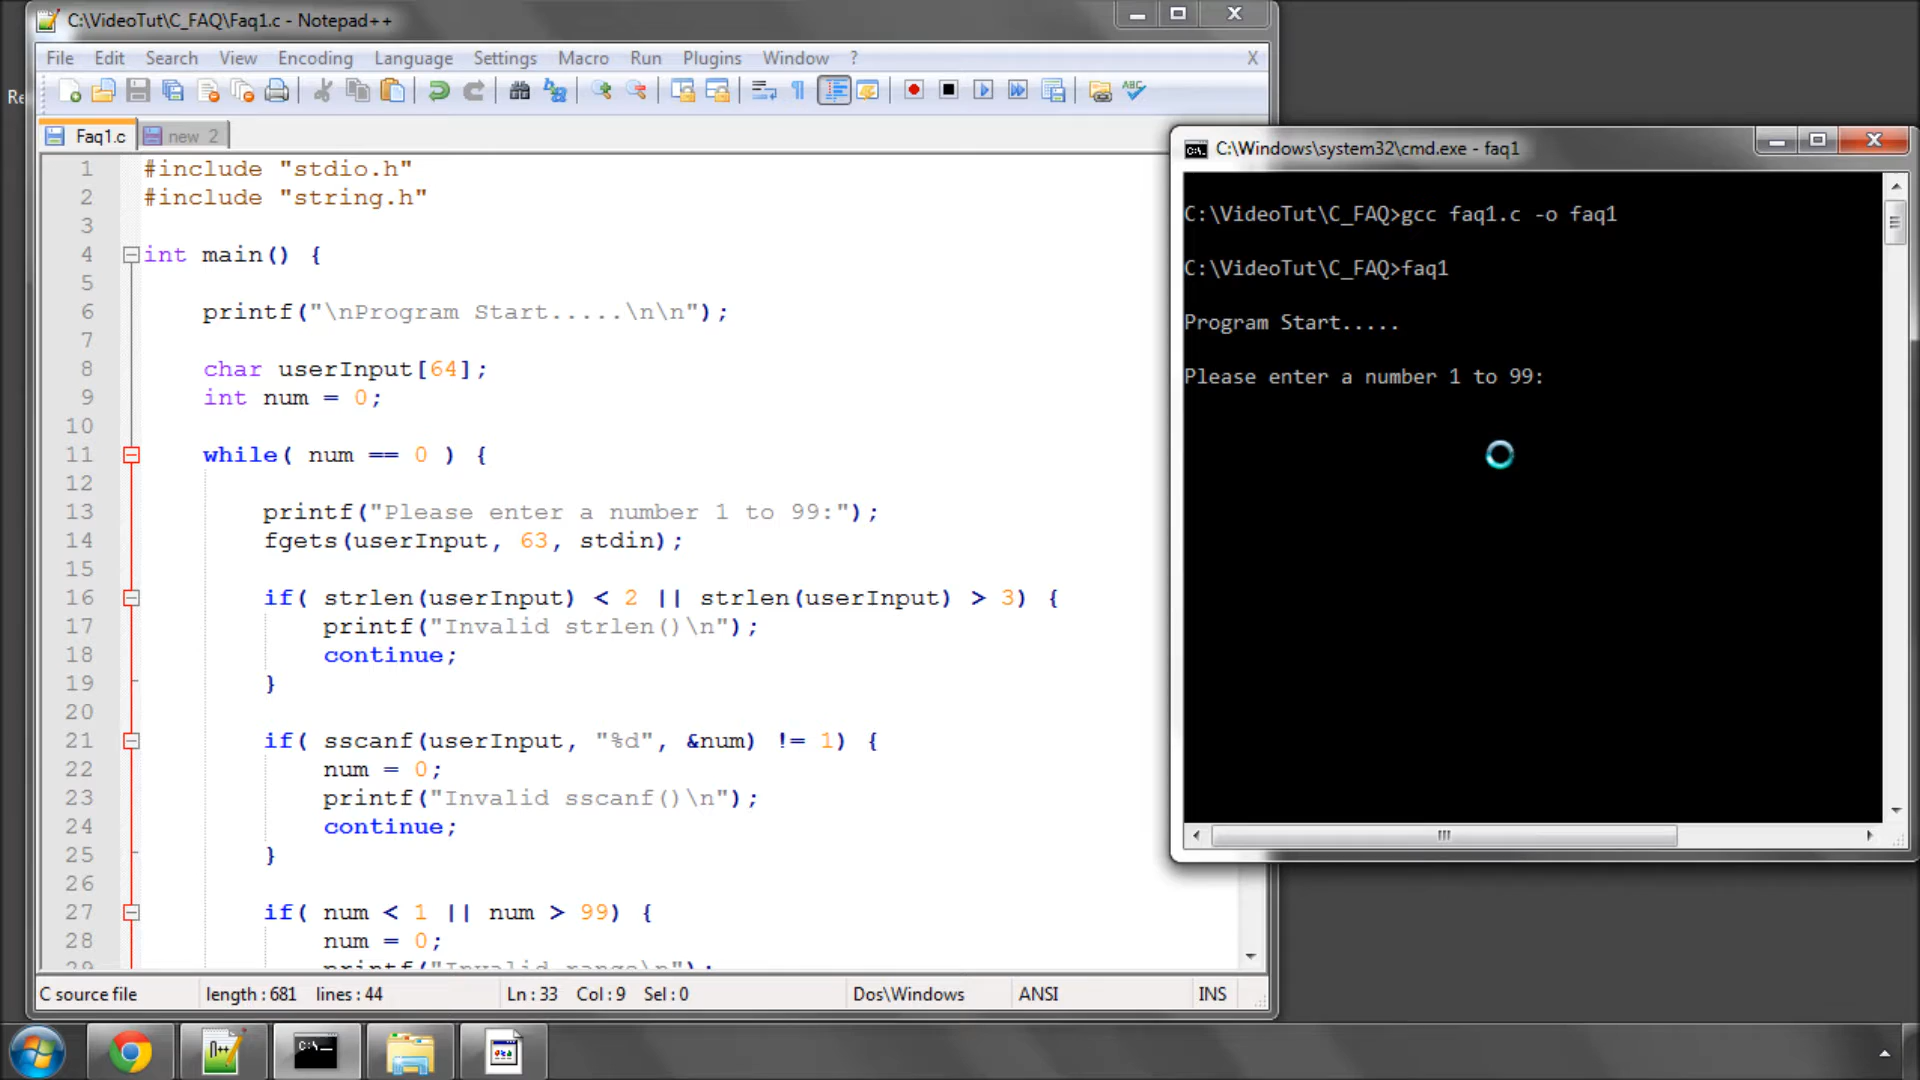 C:\VideoTut\C_FAQ\Faq1.c - Notepad++
File Edit Search View Encoding Language Settings Macro Run Plugins Window ? X
Re
Faq1.c new 2
1 #include "stdio.h"
2 #include "string.h"
3
4 int main() {
5
6 printf("\nProgram Start.....\n\n");
7
8 char userInput[64];
9 int num = 0;
10
11 while( num == 0 ) {
12
13 printf("Please enter a number 1 to 99:");
14 fgets(userInput, 63, stdin);
15
16 if( strlen(userInput) < 2 || strlen(userInput) > 3) {
17 printf("Invalid strlen()\n");
18 continue;
19 }
20
21 if( sscanf(userInput, "%d", &num) != 1) {
22 num = 0;
23 printf("Invalid sscanf()\n");
24 continue;
25 }
26
27 if( num < 1 || num > 99) {
28 num = 0;
29 printf("Invalid range\n");
C source file length : 681 lines : 44 Ln : 33 Col : 9 Sel : 0 Dos\Windows ANSI INS
C:\Windows\system32\cmd.exe - faq1
C:\VideoTut\C_FAQ>gcc faq1.c -o faq1
C:\VideoTut\C_FAQ>faq1
Program Start.....
Please enter a number 1 to 99: